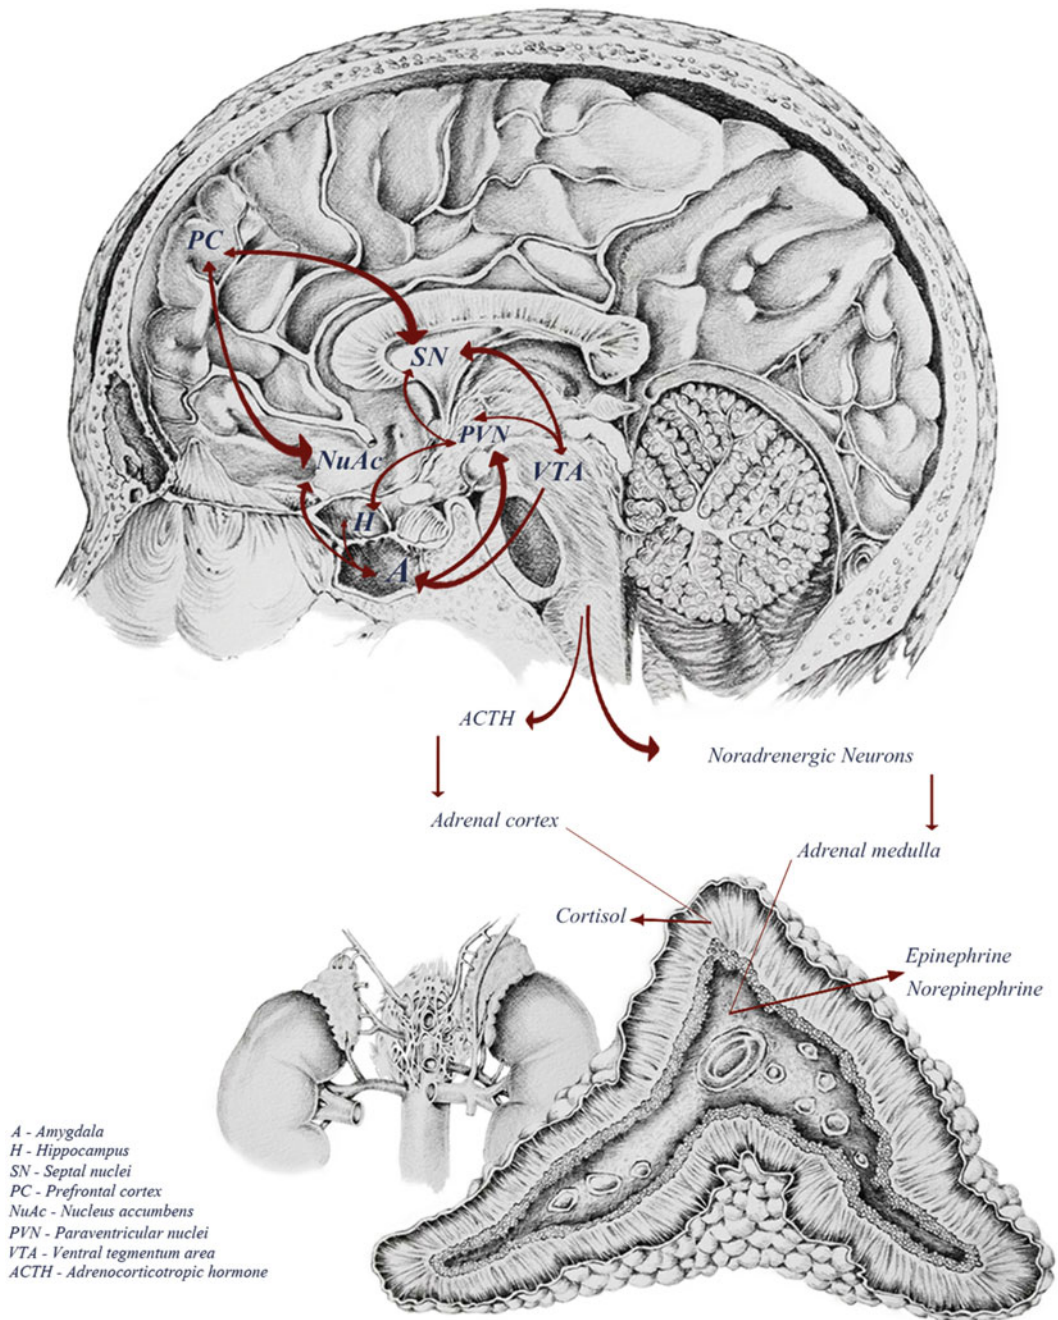 PC
SN
PVN
NuAc
VTA
H
A
ACTH
Noradrenergic Neurons
Adrenal cortex
Adrenal medulla
Cortisol
Epinephrine
Norepinephrine
A - Amygdala
H - Hippocampus
SN - Septal nuclei
PC - Prefrontal cortex
NuAc - Nucleus accumbens
PVN - Paraventricular nuclei
VTA - Ventral tegmentum area
ACTH - Adrenocorticotropic hormone